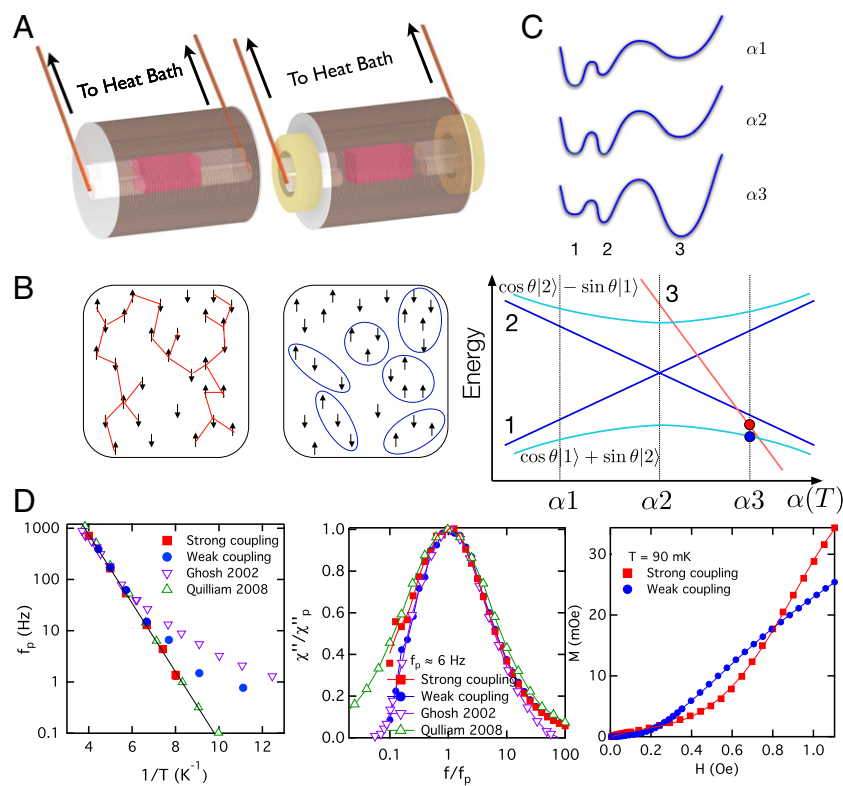 A
To Heat Bath
To Heat Bath
C
α1
α2
α3
1 2 3
B
cos θ|2⟩ − sin θ|1⟩
3
2
Energy
1
cos θ|1⟩ + sin θ|2⟩
α1 α2 α3 α(T)
D
1000
100
10
1
0.1
f_p (Hz)
4 6 8 10 12
1/T (K⁻¹)
Strong coupling
Weak coupling
Ghosh 2002
Quilliam 2008
1.0
0.8
0.6
0.4
0.2
0.0
χ''/χ''_p
f_p ≈ 6 Hz
Strong coupling
Weak coupling
Ghosh 2002
Qulliam 2008
0.1 1 10 100
f/f_p
30
20
10
0
M (mOe)
T = 90 mK
Strong coupling
Weak coupling
0.0 0.2 0.4 0.6 0.8 1.0
H (Oe)